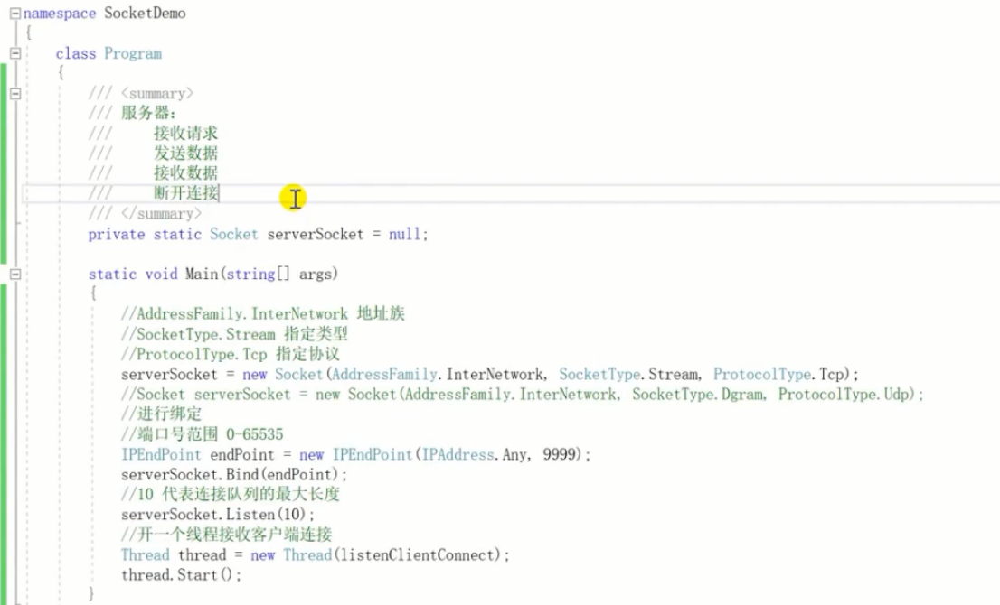 namespace SocketDemo
{
class Program
{
/// <summary>
/// 服务器:
/// 接收请求
/// 发送数据
/// 接收数据
/// 断开连接
/// </summary>
private static Socket serverSocket = null;
static void Main(string[] args)
{
//AddressFamily.InterNetwork 地址族
//SocketType.Stream 指定类型
//ProtocolType.Tcp 指定协议
serverSocket = new Socket(AddressFamily.InterNetwork, SocketType.Stream, ProtocolType.Tcp);
//Socket serverSocket = new Socket(AddressFamily.InterNetwork, SocketType.Dgram, ProtocolType.Udp);
//进行绑定
//端口号范围 0-65535
IPEndPoint endPoint = new IPEndPoint(IPAddress.Any, 9999);
serverSocket.Bind(endPoint);
//10 代表连接队列的最大长度
serverSocket.Listen(10);
//开一个线程接收客户端连接
Thread thread = new Thread(listenClientConnect);
thread.Start();
}